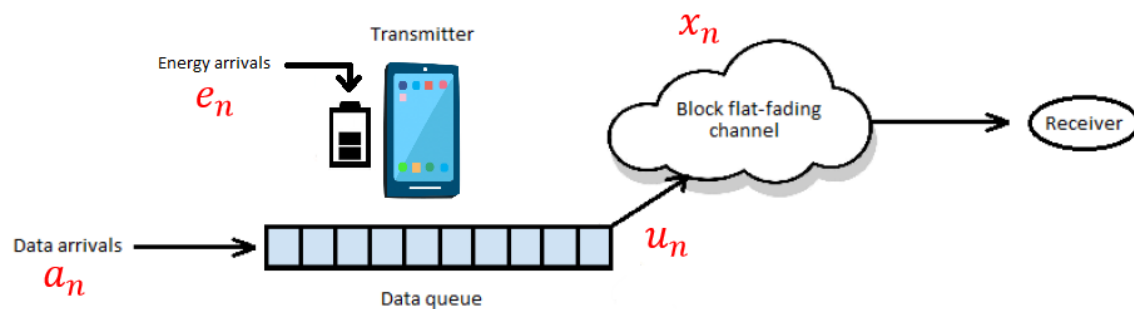 Transmitter
x_n
Energy arrivals
e_n
Block flat-fading
channel
Receiver
Data arrivals
a_n
u_n
Data queue